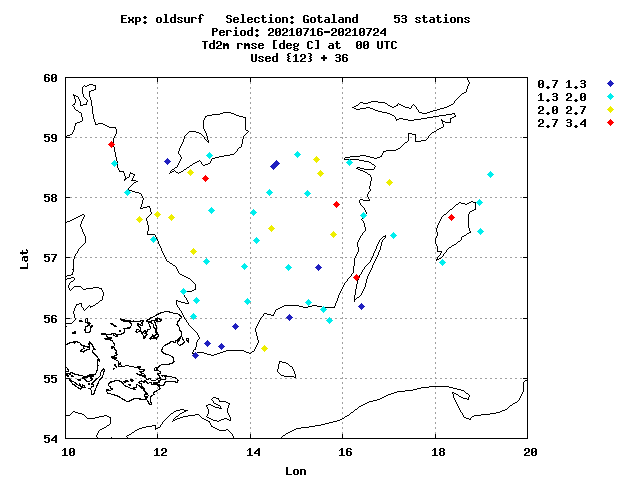 Exp: oldsurf Selection: Gotaland 53 stations
Period: 20210716-20210724
Td2m rmse [deg C] at 00 UTC
Used {12} + 36
0.7 1.3
1.3 2.0
2.0 2.7
2.7 3.4
60
59
58
57
56
55
54
Lat
10 12 14 16 18 20
Lon